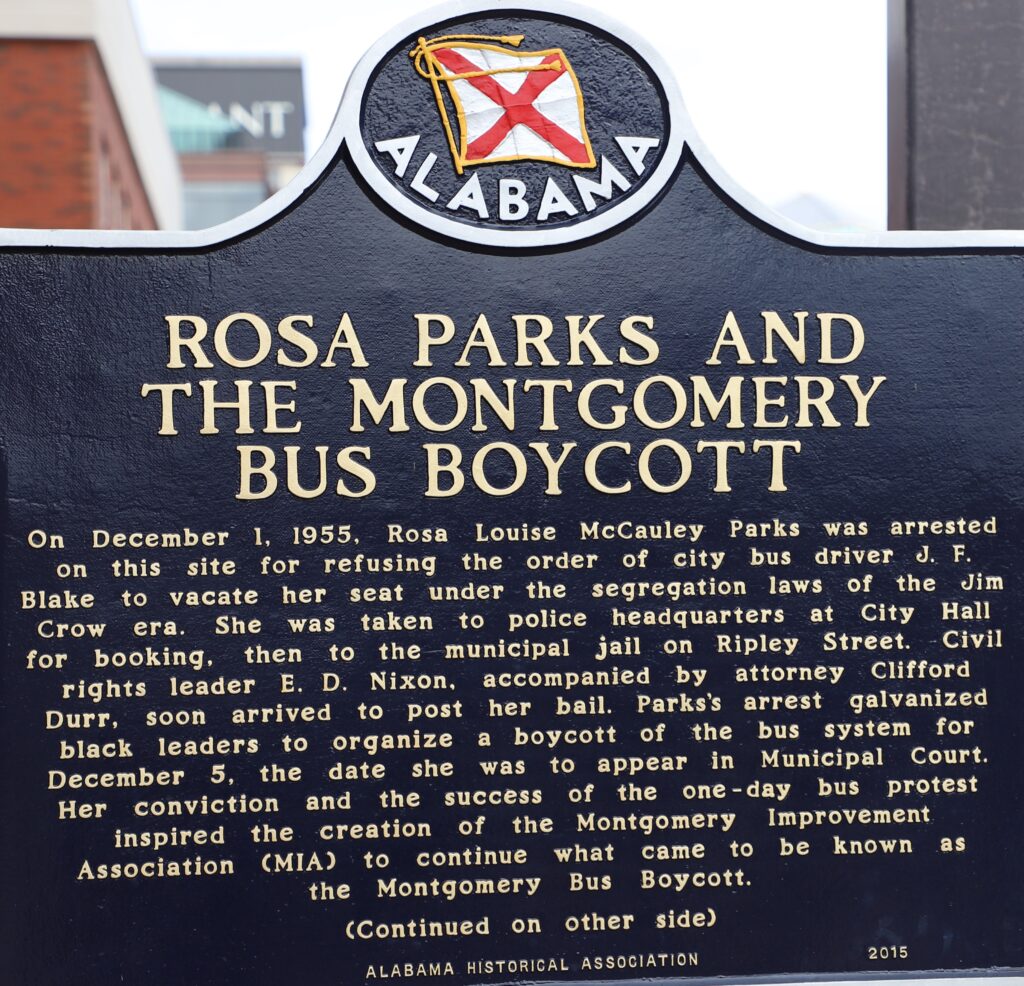 ANT
ALABAMA
ROSA PARKS AND
THE MONTGOMERY
BUS BOYCOTT
On December 1, 1955, Rosa Louise McCauley Parks was arrested
on this site for refusing the order of city bus driver J. F.
Blake to vacate her seat under the segregation laws of the Jim
Crow era. She was taken to police headquarters at City Hall
for booking, then to the municipal jail on Ripley Street. Civil
rights leader E. D. Nixon, accompanied by attorney Clifford
Durr, soon arrived to post her bail. Parks's arrest galvanized
black leaders to organize a boycott of the bus system for
December 5, the date she was to appear in Municipal Court.
Her conviction and the success of the one-day bus protest
inspired the creation of the Montgomery Improvement
Association (MIA) to continue what came to be known as
the Montgomery Bus Boycott.
(Continued on other side)
ALABAMA HISTORICAL ASSOCIATION 2015